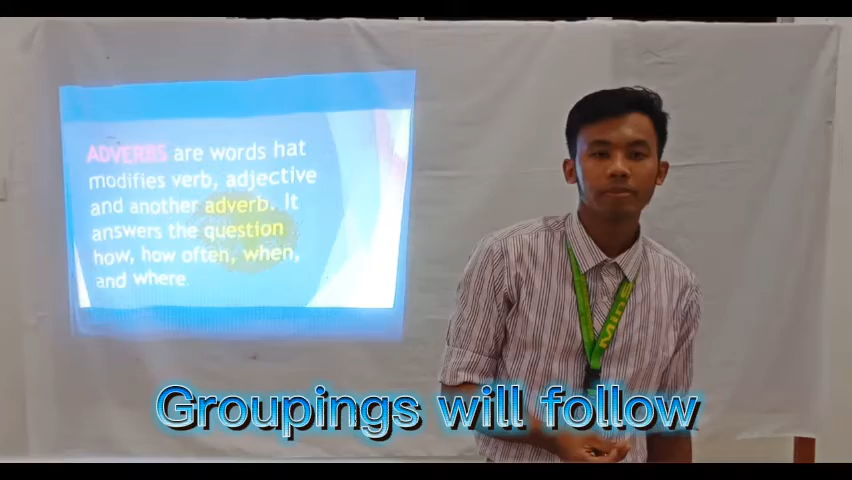 ADVERBS are words hat
modifies verb, adjective
and another adverb. It
answers the question
how, how often, when,
and where.
MinS
Groupings will follow